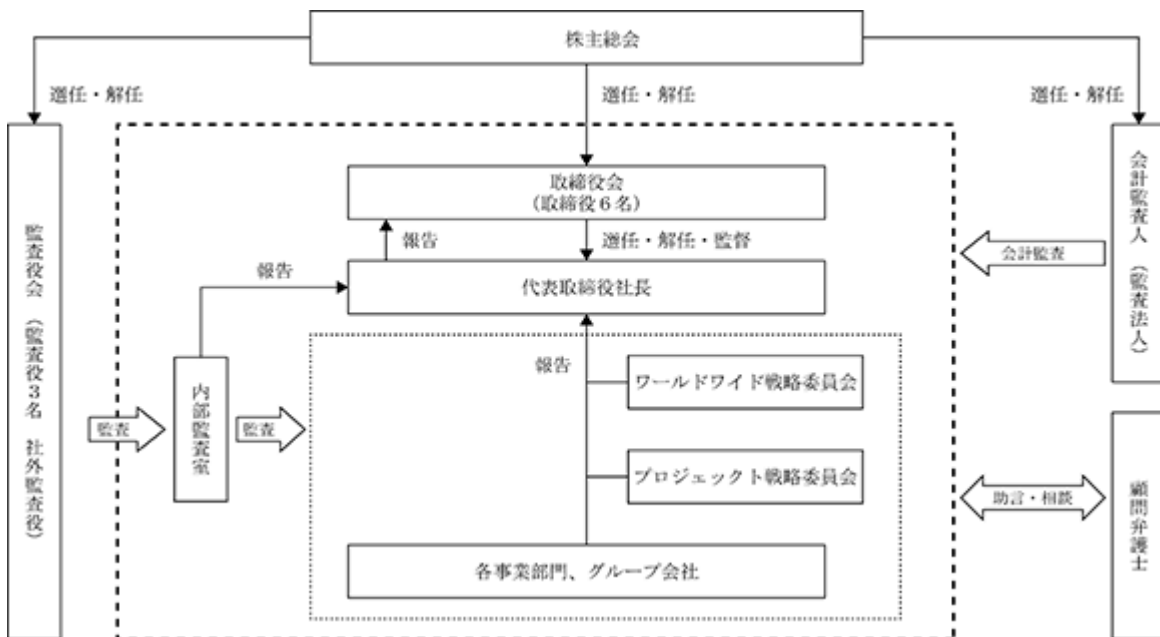 株主総会
選任・解任
選任・解任
選任・解任
取締役会
(取締役6名)
報告
選任・解任・監督
会計監査
報告
代表取締役社長
監査役会 (監査役3名 社外監査役)
会計監査人 (監査法人)
報告
ワールドワイド戦略委員会
内部監査室
監査
監査
プロジェックト戦略委員会
助言・相談
顧問弁護士
各事業部門、グループ会社